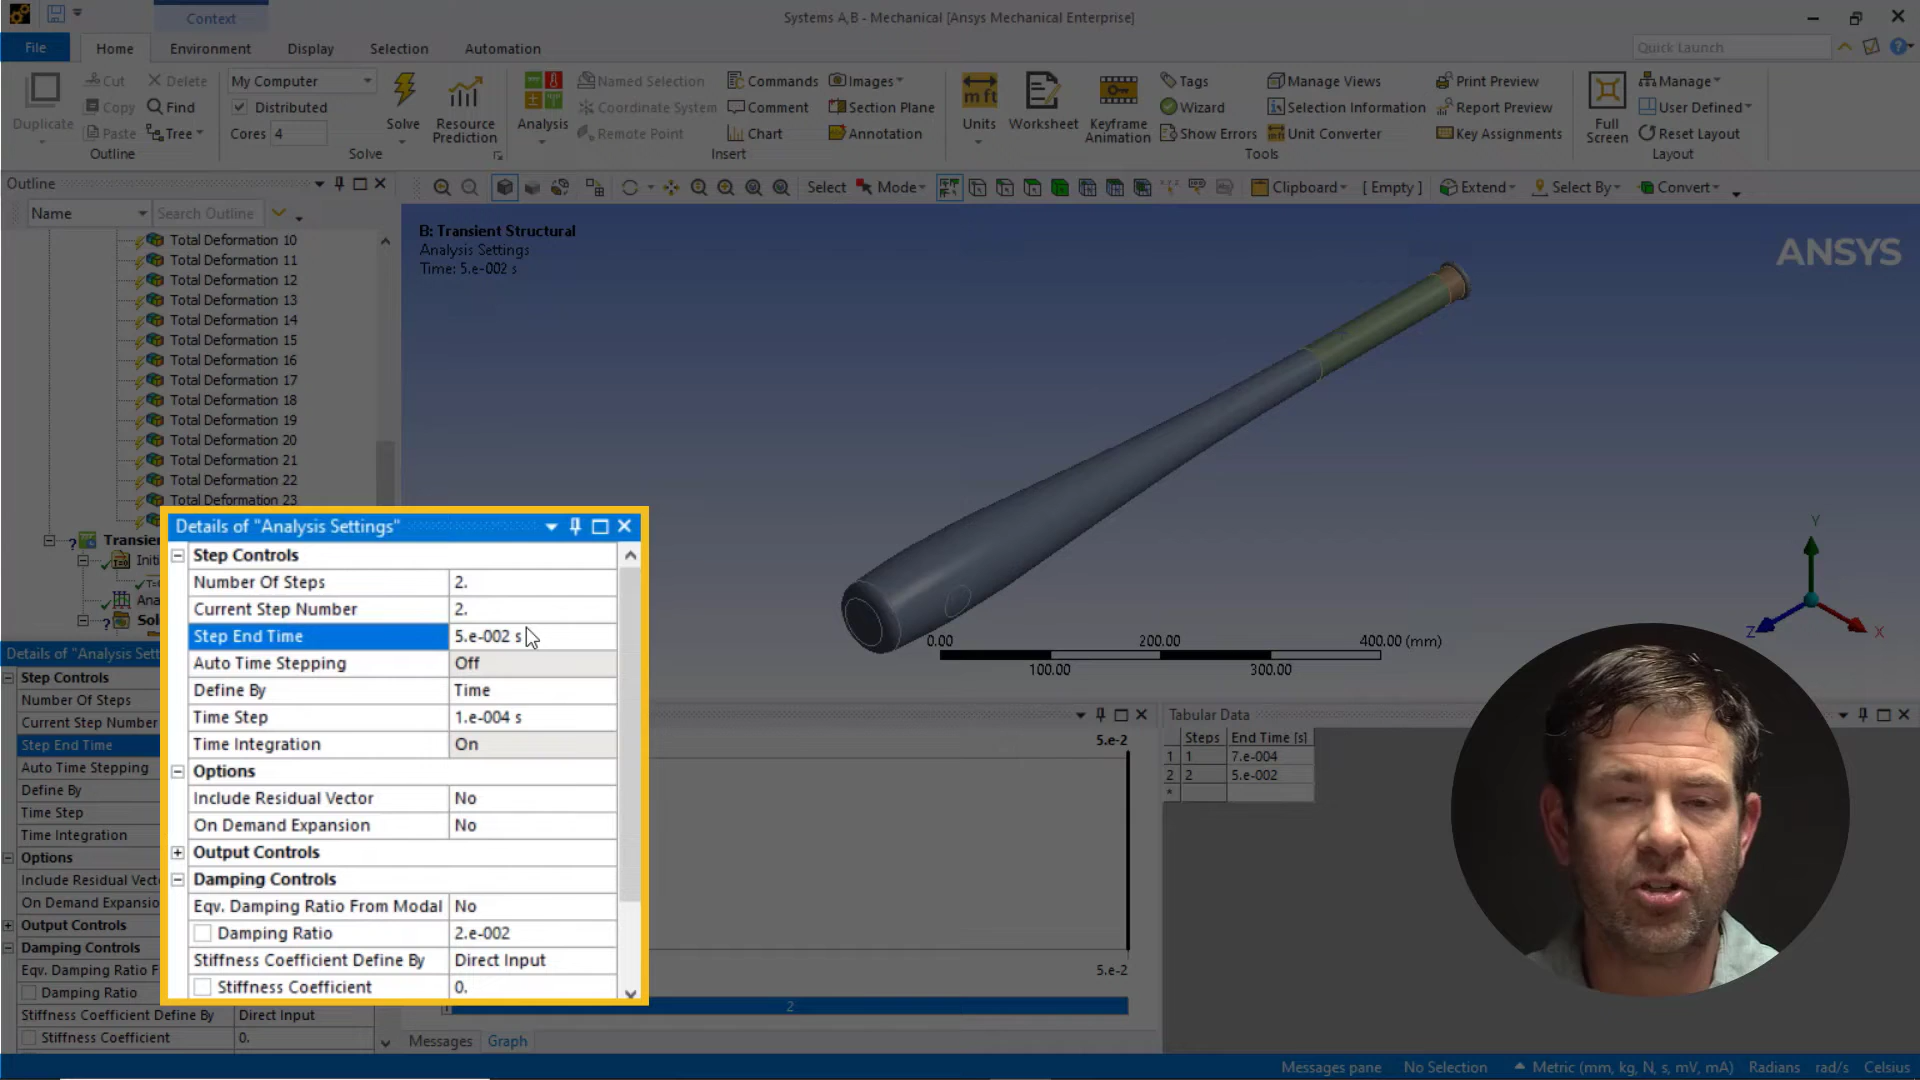 Context
Systems A,B - Mechanical [Ansys Mechanical Enterprise]
File Home Environment Display Selection Automation
Quick Launch
Duplicate
Cut
Copy
Paste
Delete
Find
Tree
Outline
My Computer
Distributed
Cores 4
Solve
Resource Prediction
Solve
Analysis
Named Selection
Coordinate System
Remote Point
Commands
Comment
Chart
Images
Section Plane
Annotation
Insert
mft
Units
Worksheet
Keyframe Animation
Tags
Wizard
Show Errors
Manage Views
Selection Information
Unit Converter
Print Preview
Report Preview
Key Assignments
Tools
Full Screen
Manage
User Defined
Reset Layout
Layout
Outline
Select Mode Clipboard [ Empty ] Extend Select By Convert
Name Search Outline
Total Deformation 10
Total Deformation 11
Total Deformation 12
Total Deformation 13
Total Deformation 14
Total Deformation 15
Total Deformation 16
Total Deformation 17
Total Deformation 18
Total Deformation 19
Total Deformation 20
Total Deformation 21
Total Deformation 22
Total Deformation 23
Transie
Initi
T=0
Ana
Sol
B: Transient Structural
Analysis Settings
Time: 5.e-002 s
ANSYS
0.00 200.00 400.00 (mm)
100.00 300.00
Y
Z
X
Details of "Analysis Settings"
Step Controls
Number Of Steps 2.
Current Step Number 2.
Step End Time 5.e-002 s
Auto Time Stepping Off
Define By Time
Time Step 1.e-004 s
Time Integration On
Options
Include Residual Vector No
On Demand Expansion No
Output Controls
Damping Controls
Eqv. Damping Ratio From Modal No
Damping Ratio 2.e-002
Stiffness Coefficient Define By Direct Input
Stiffness Coefficient 0.
Details of "Analysis Sett
Step Controls
Number Of Steps
Current Step Number
Step End Time
Auto Time Stepping
Define By
Time Step
Time Integration
Options
Include Residual Vect
On Demand Expansio
Output Controls
Damping Controls
Eqv. Damping Ratio F
Damping Ratio
Stiffness Coefficient Define By Direct Input
Stiffness Coefficient 0.
5.e-2
5.e-2
2
Messages Graph
Tabular Data
Steps End Time [s]
1 1 7.e-004
2 2 5.e-002
*
Messages pane No Selection Metric (mm, kg, N, s, mV, mA) Radians rad/s Celsius